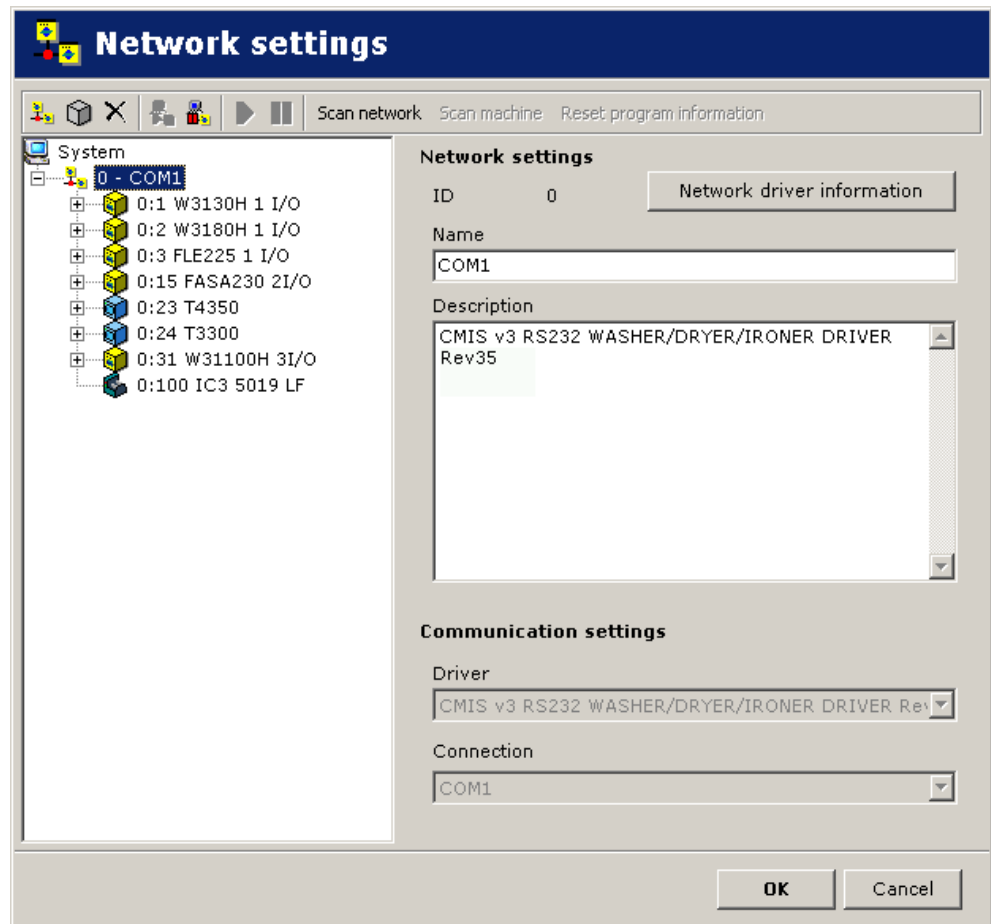 Network settings
Scan network Scan machine Reset program information
System
0 - COM1
0:1 W3130H 1 I/O
0:2 W3180H 1 I/O
0:3 FLE225 1 I/O
0:15 FASA230 2I/O
0:23 T4350
0:24 T3300
0:31 W31100H 3I/O
0:100 IC3 5019 LF
Network settings
ID 0 Network driver information
Name
COM1
Description
CMIS v3 RS232 WASHER/DRYER/IRONER DRIVER
Rev35
Communication settings
Driver
CMIS v3 RS232 WASHER/DRYER/IRONER DRIVER Rev
Connection
COM1
OK Cancel